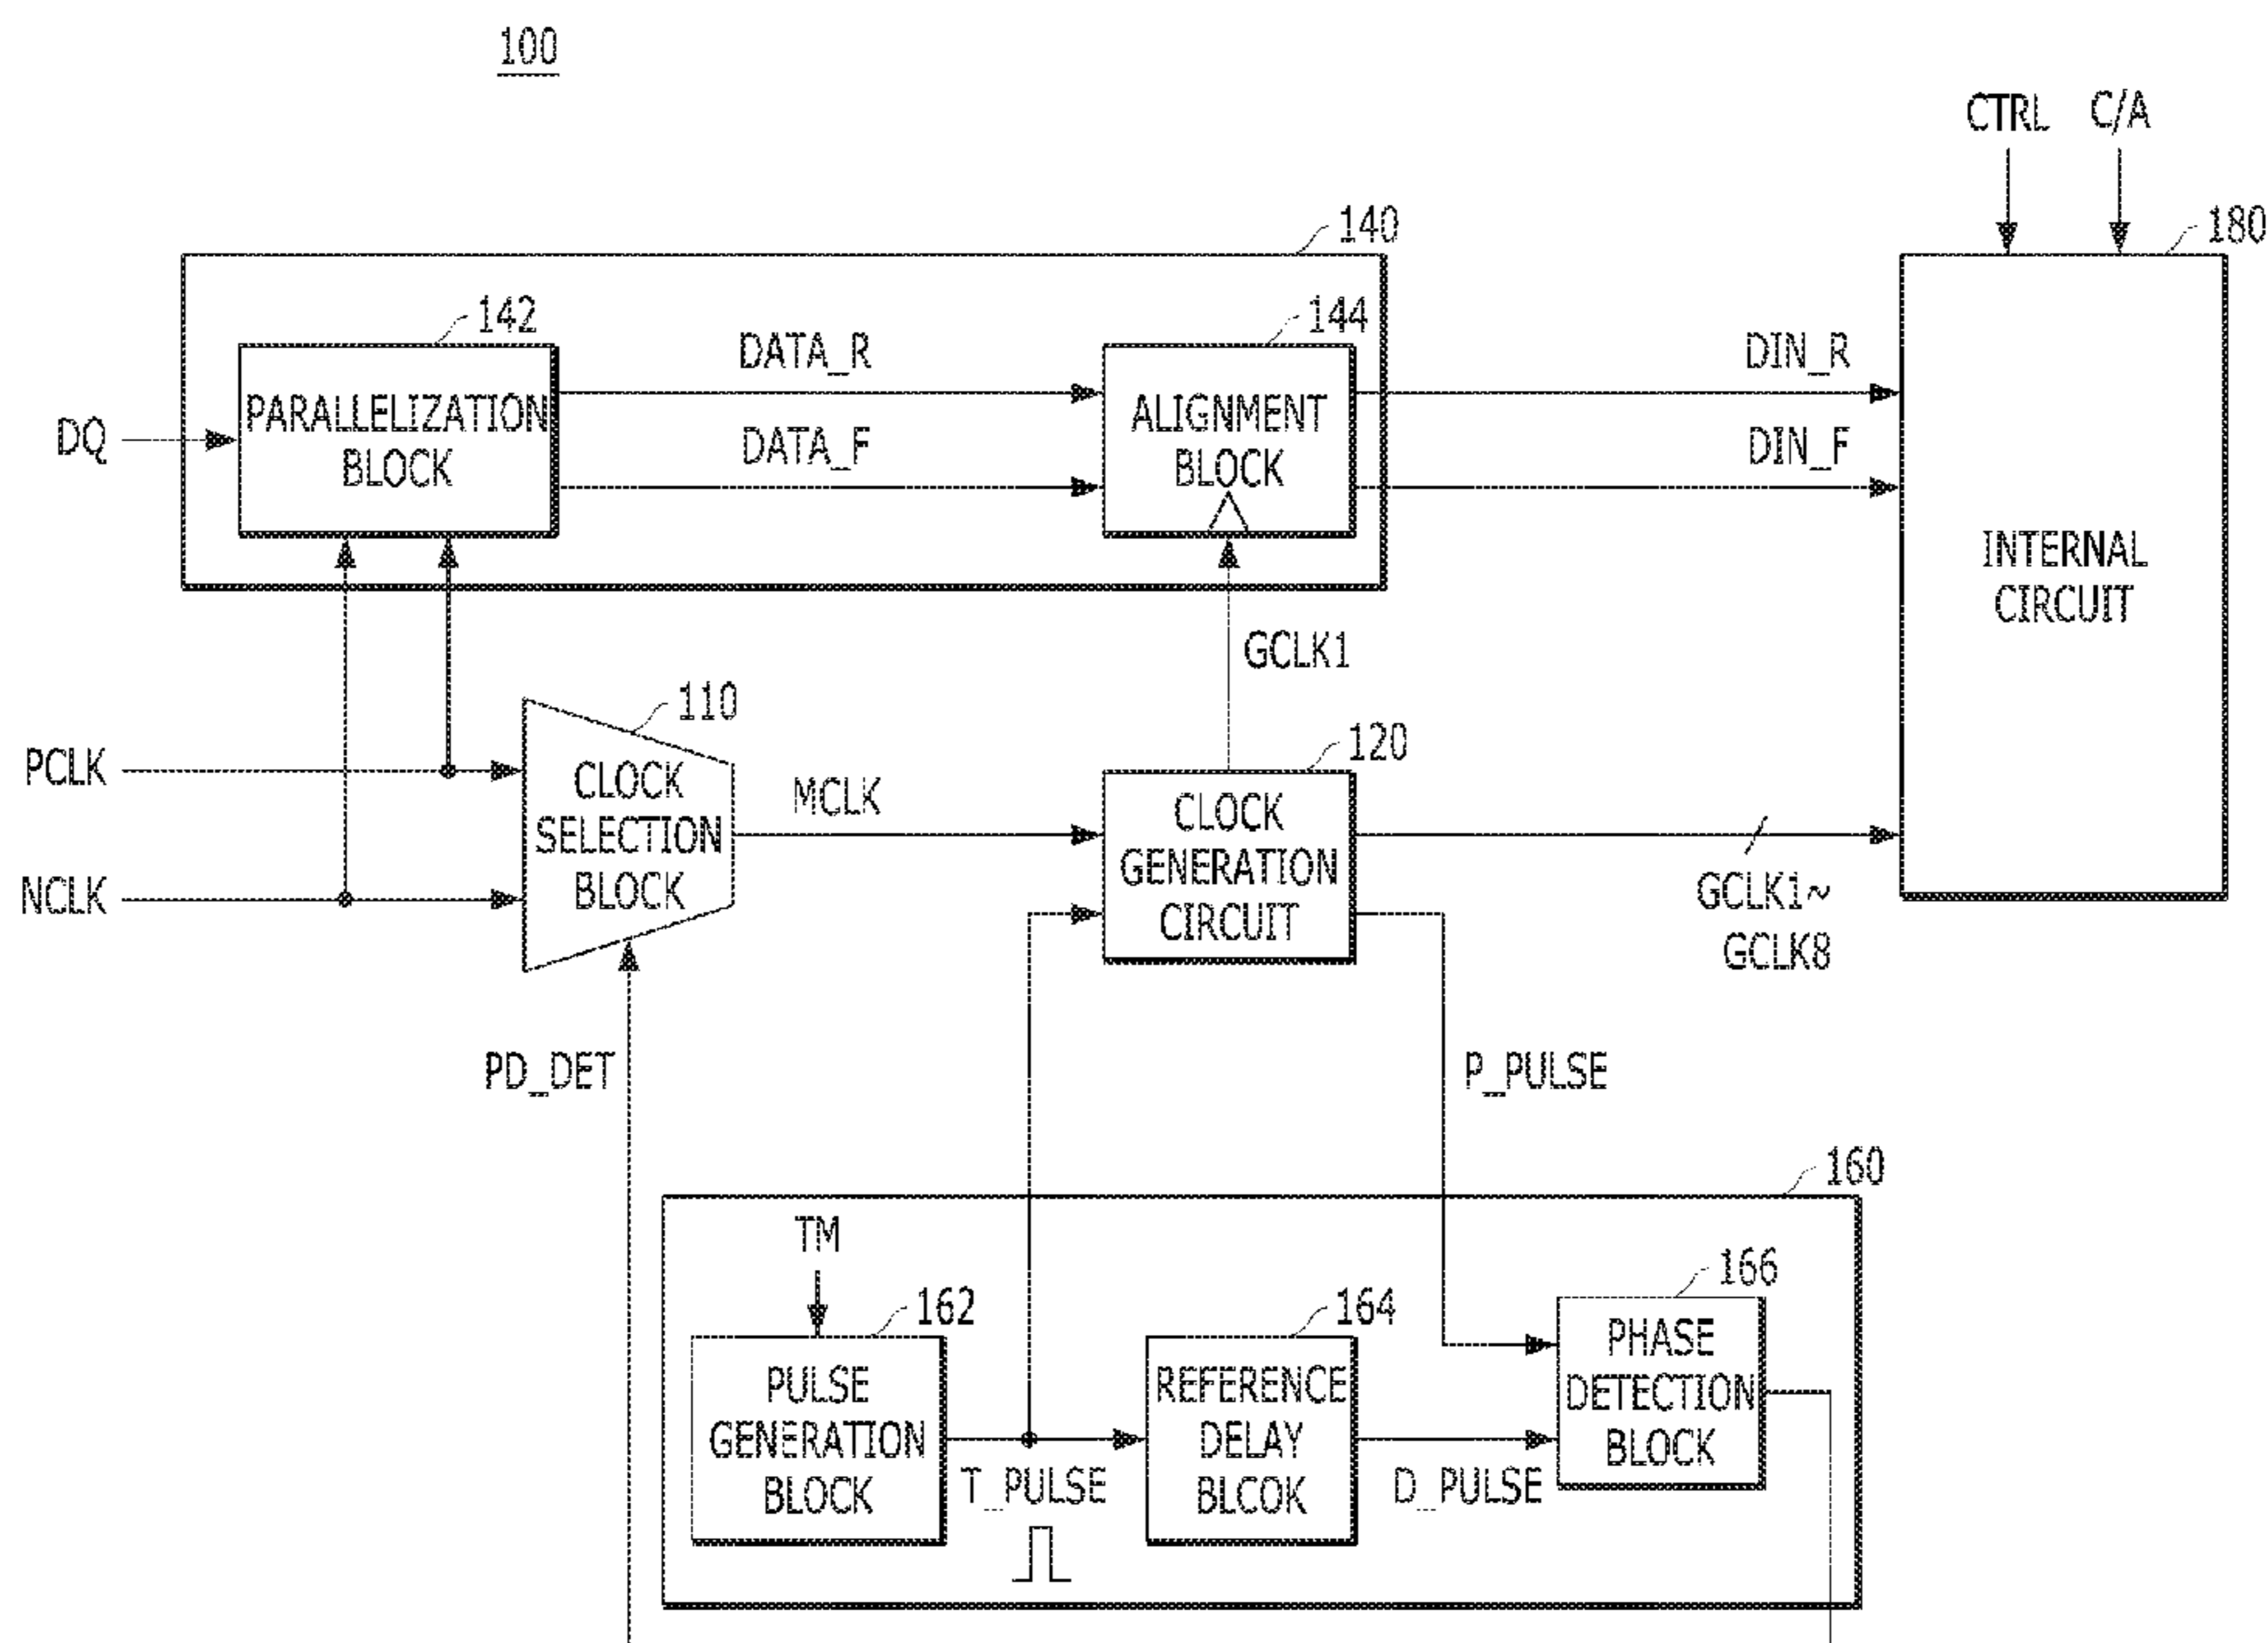 100
CTRL C/A
140
180
142
144
DATA_R
DIN_R
PARALLELIZATION
BLOCK
ALIGNMENT
BLOCK
DQ
DATA_F
DIN_F
INTERNAL
CIRCUIT
GCLK1
110
120
PCLK
CLOCK
SELECTION
BLOCK
MCLK
CLOCK
GENERATION
CIRCUIT
NCLK
GCLK1~
GCLK8
PD_DET
P_PULSE
160
TM
162
164
166
PULSE
GENERATION
BLOCK
REFERENCE
DELAY
BLCOK
PHASE
DETECTION
BLOCK
T_PULSE
D_PULSE